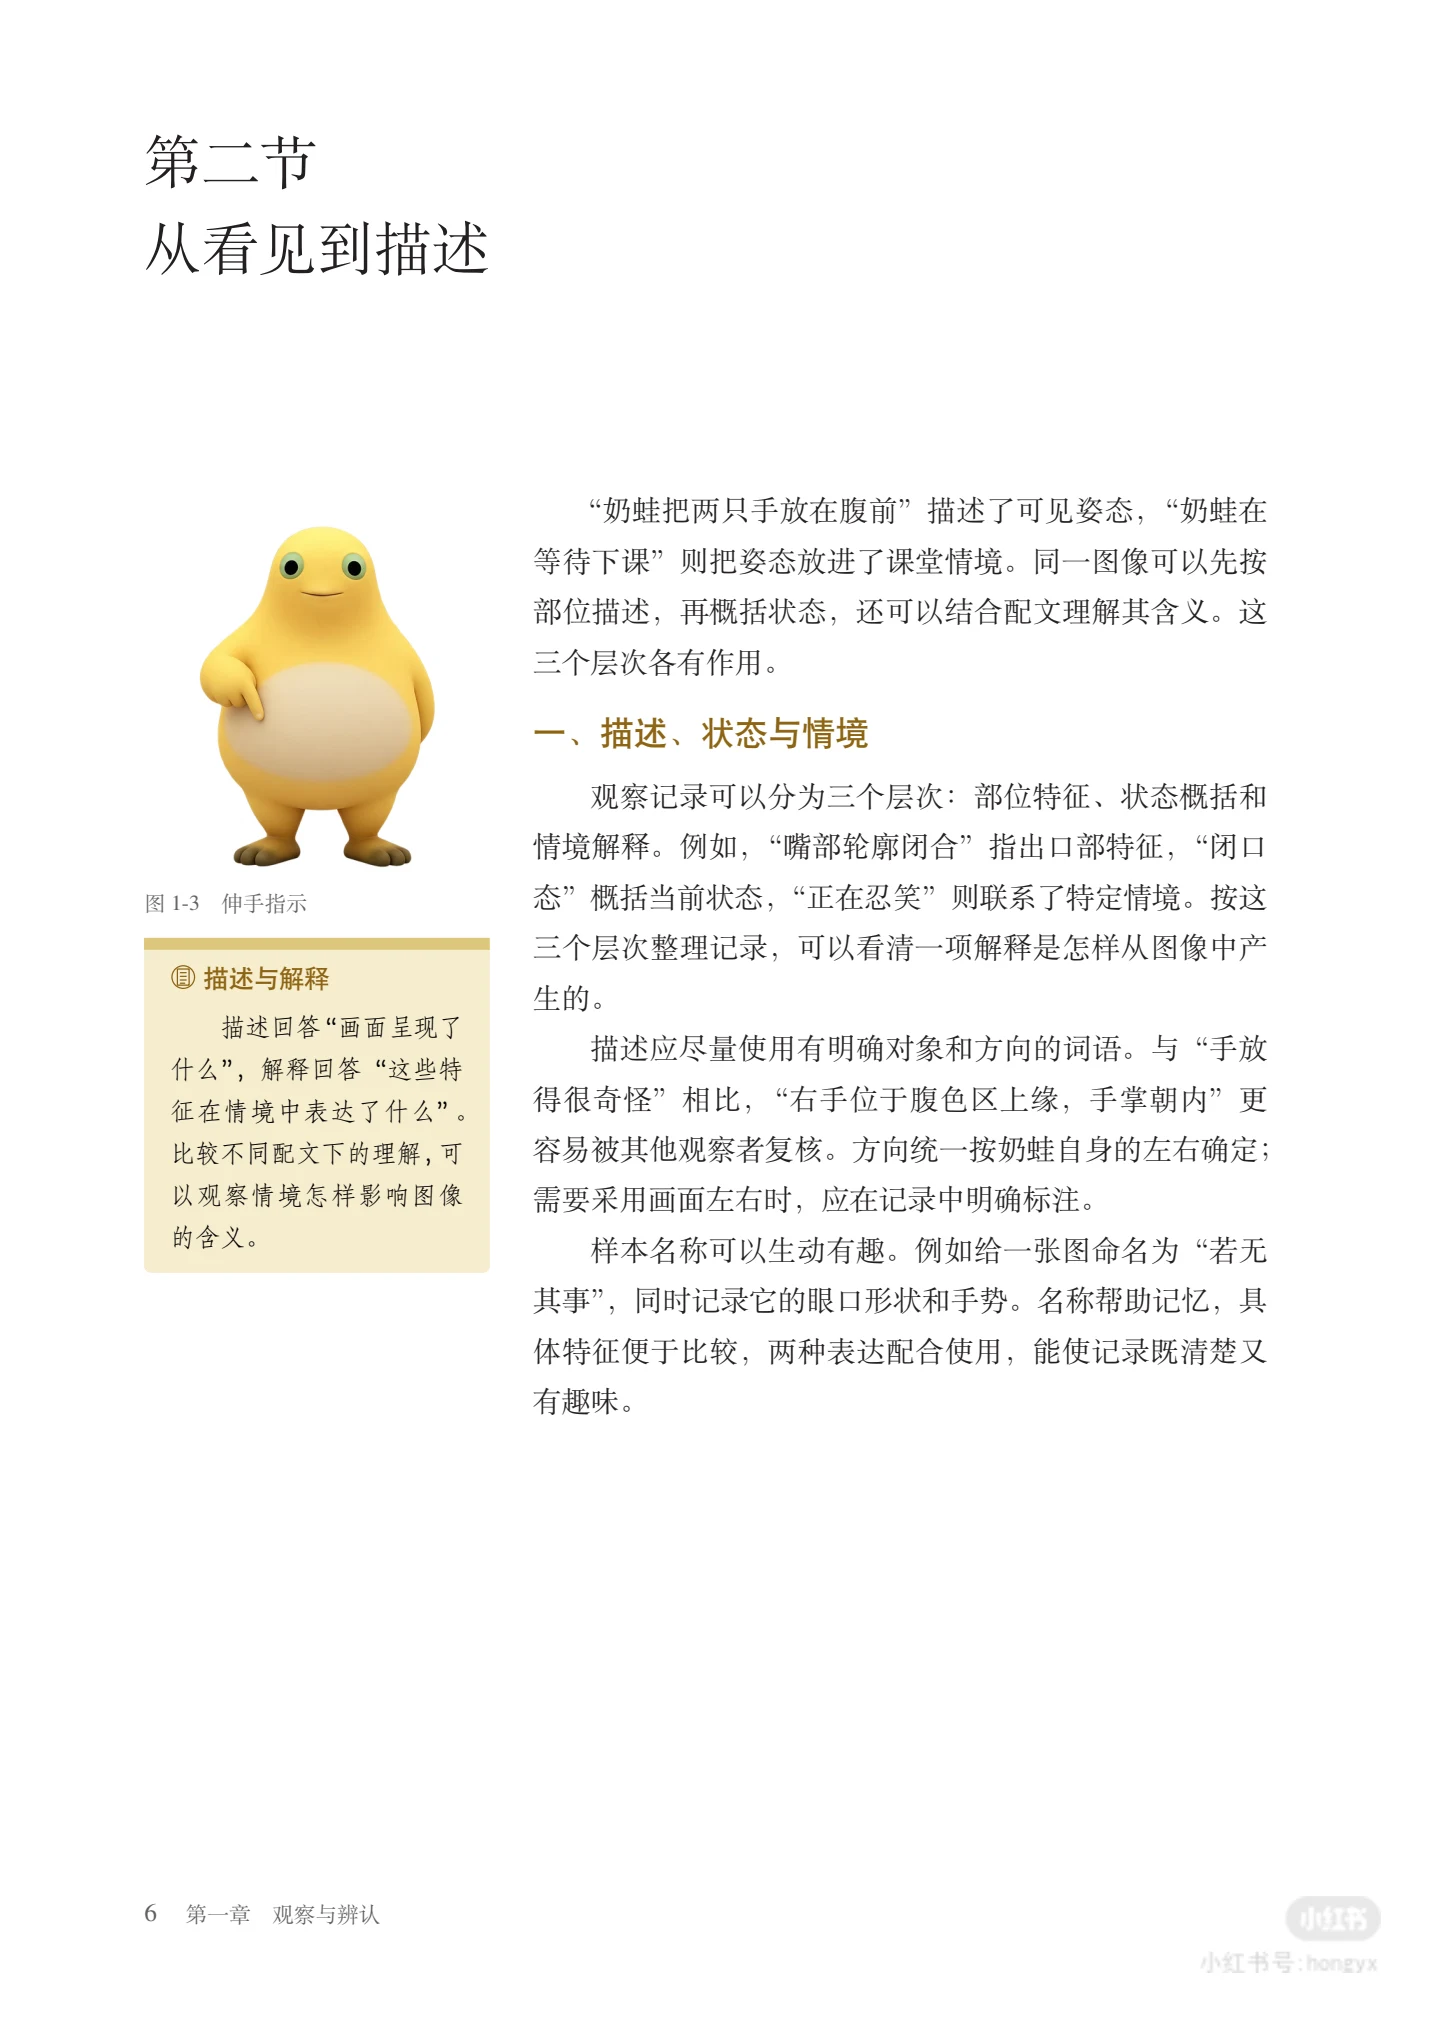 第二节
从看见到描述
“奶蛙把两只手放在腹前”描述了可见姿态，“奶蛙在
等待下课”则把姿态放进了课堂情境。同一图像可以先按
部位描述，再概括状态，还可以结合配文理解其含义。这
三个层次各有作用。
一、描述、状态与情境
观察记录可以分为三个层次：部位特征、状态概括和
情境解释。例如，“嘴部轮廓闭合”指出口部特征，“闭口
态”概括当前状态，“正在忍笑”则联系了特定情境。按这
三个层次整理记录，可以看清一项解释是怎样从图像中产
生的。
描述应尽量使用有明确对象和方向的词语。与“手放
得很奇怪”相比，“右手位于腹色区上缘，手掌朝内”更
容易被其他观察者复核。方向统一按奶蛙自身的左右确定；
需要采用画面左右时，应在记录中明确标注。
样本名称可以生动有趣。例如给一张图命名为“若无
其事”，同时记录它的眼口形状和手势。名称帮助记忆，具
体特征便于比较，两种表达配合使用，能使记录既清楚又
有趣味。
图 1-3 伸手指示
描述与解释
描述回答“画面呈现了
什么”，解释回答“这些特
征在情境中表达了什么”。
比较不同配文下的理解，可
以观察情境怎样影响图像
的含义。
6 第一章 观察与辨认
小红书
小红书号:hongyx